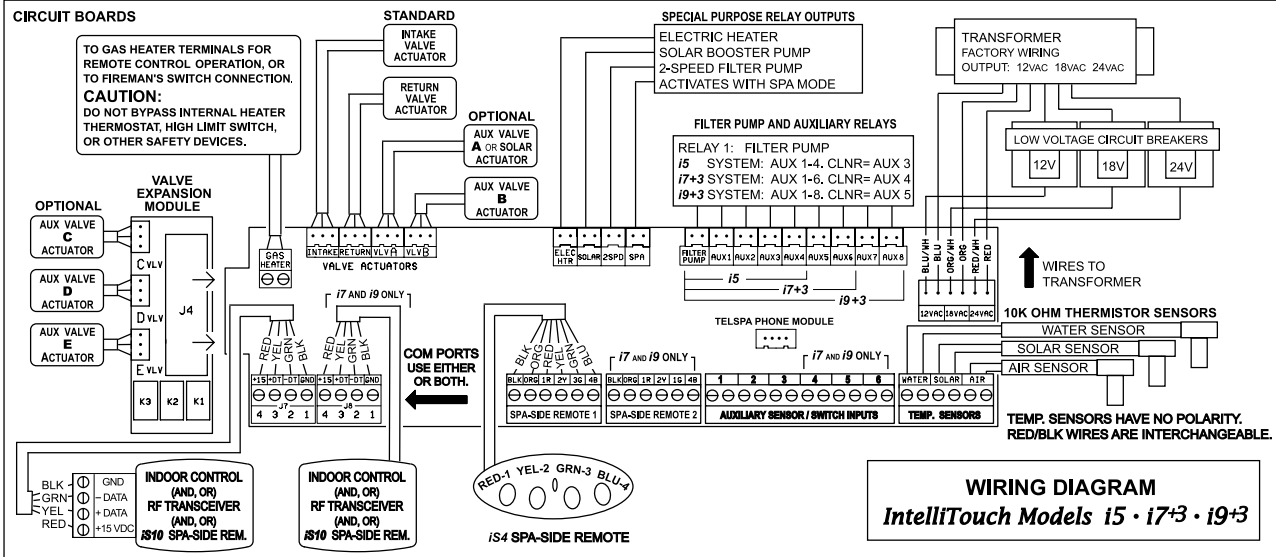 CIRCUIT BOARDS
TO GAS HEATER TERMINALS FOR
REMOTE CONTROL OPERATION, OR
TO FIREMAN'S SWITCH CONNECTION.
CAUTION:
DO NOT BYPASS INTERNAL HEATER
THERMOSTAT, HIGH LIMIT SWITCH,
OR OTHER SAFETY DEVICES.
STANDARD
INTAKE
VALVE
ACTUATOR
RETURN
VALVE
ACTUATOR
OPTIONAL
AUX VALVE
A OR SOLAR
ACTUATOR
AUX VALVE
B
ACTUATOR
SPECIAL PURPOSE RELAY OUTPUTS
ELECTRIC HEATER
SOLAR BOOSTER PUMP
2-SPEED FILTER PUMP
ACTIVATES WITH SPA MODE
FILTER PUMP AND AUXILIARY RELAYS
RELAY 1: FILTER PUMP
i5 SYSTEM: AUX 1-4. CLNR= AUX 3
i7+3 SYSTEM: AUX 1-6. CLNR= AUX 4
i9+3 SYSTEM: AUX 1-8. CLNR= AUX 5
TRANSFORMER
FACTORY WIRING
OUTPUT: 12VAC 18VAC 24VAC
LOW VOLTAGE CIRCUIT BREAKERS
12V 18V 24V
VALVE
EXPANSION
MODULE
OPTIONAL
AUX VALVE
C
ACTUATOR
AUX VALVE
D
ACTUATOR
AUX VALVE
E
ACTUATOR
C VLV
D VLV
E VLV
J4
K3 K2 K1
GAS
HEATER
INTAKE RETURN VLV A VLV B
VALVE ACTUATORS
ELEC
HTR SOLAR 2SPD SPA
FILTER
PUMP AUX1 AUX2 AUX3 AUX4 AUX5 AUX6 AUX7 AUX8
i5
i7+3
i9+3
BLU/WH BLU ORG/WH ORG RED/WH RED
12VAC 18VAC 24VAC
WIRES TO
TRANSFORMER
10K OHM THERMISTOR SENSORS
WATER SENSOR
SOLAR SENSOR
AIR SENSOR
TEMP. SENSORS HAVE NO POLARITY.
RED/BLK WIRES ARE INTERCHANGEABLE.
i7 AND i9 ONLY
RED YEL GRN BLK
RED YEL GRN BLK
+15 +DT -DT GND +15 +DT -DT GND
J7 J8
4 3 2 1 4 3 2 1
COM PORTS
USE EITHER
OR BOTH.
BLK ORG RED YEL GRN BLU
BLK ORG 1R 2Y 3G 4B
SPA-SIDE REMOTE 1
i7 AND i9 ONLY
BLK ORG 1R 2Y 1G 4B
SPA-SIDE REMOTE 2
TELSPA PHONE MODULE
i7 AND i9 ONLY
1 2 3 4 5 6
AUXILIARY SENSOR / SWITCH INPUTS
WATER SOLAR AIR
TEMP. SENSORS
BLK GND
GRN - DATA
YEL + DATA
RED +15 VDC
INDOOR CONTROL
(AND, OR)
RF TRANSCEIVER
(AND, OR)
iS10 SPA-SIDE REM.
INDOOR CONTROL
(AND, OR)
RF TRANSCEIVER
(AND, OR)
iS10 SPA-SIDE REM.
RED-1 YEL-2 GRN-3 BLU-4
iS4 SPA-SIDE REMOTE
WIRING DIAGRAM
IntelliTouch Models i5 · i7+3 · i9+3